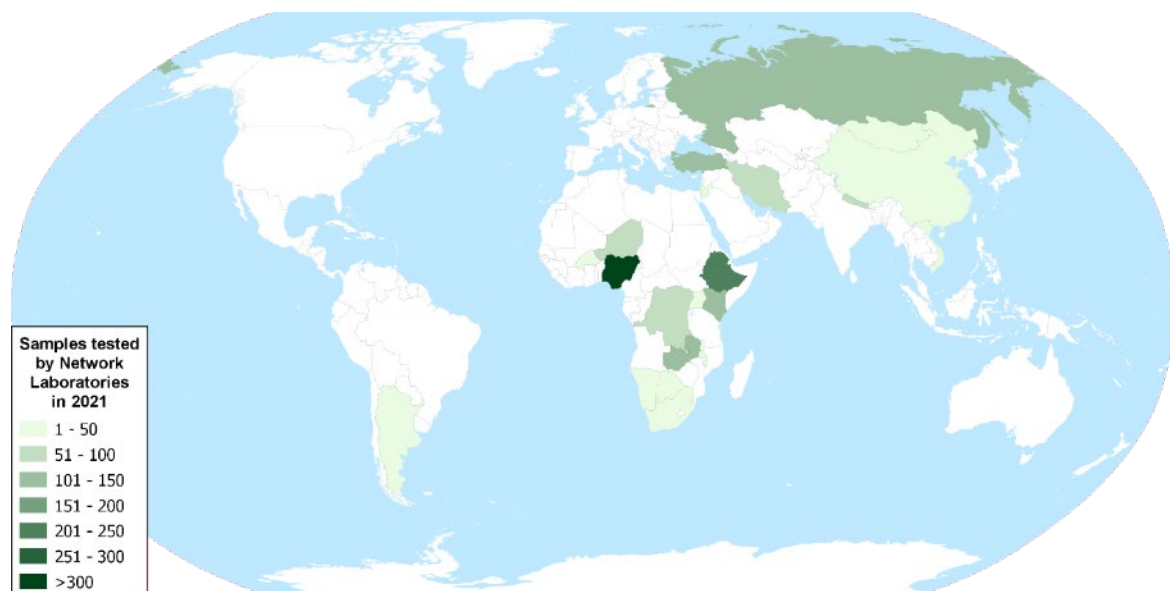 Samples tested
by Network
Laboratories
in 2021
1 - 50
51 - 100
101 - 150
151 - 200
201 - 250
251 - 300
>300